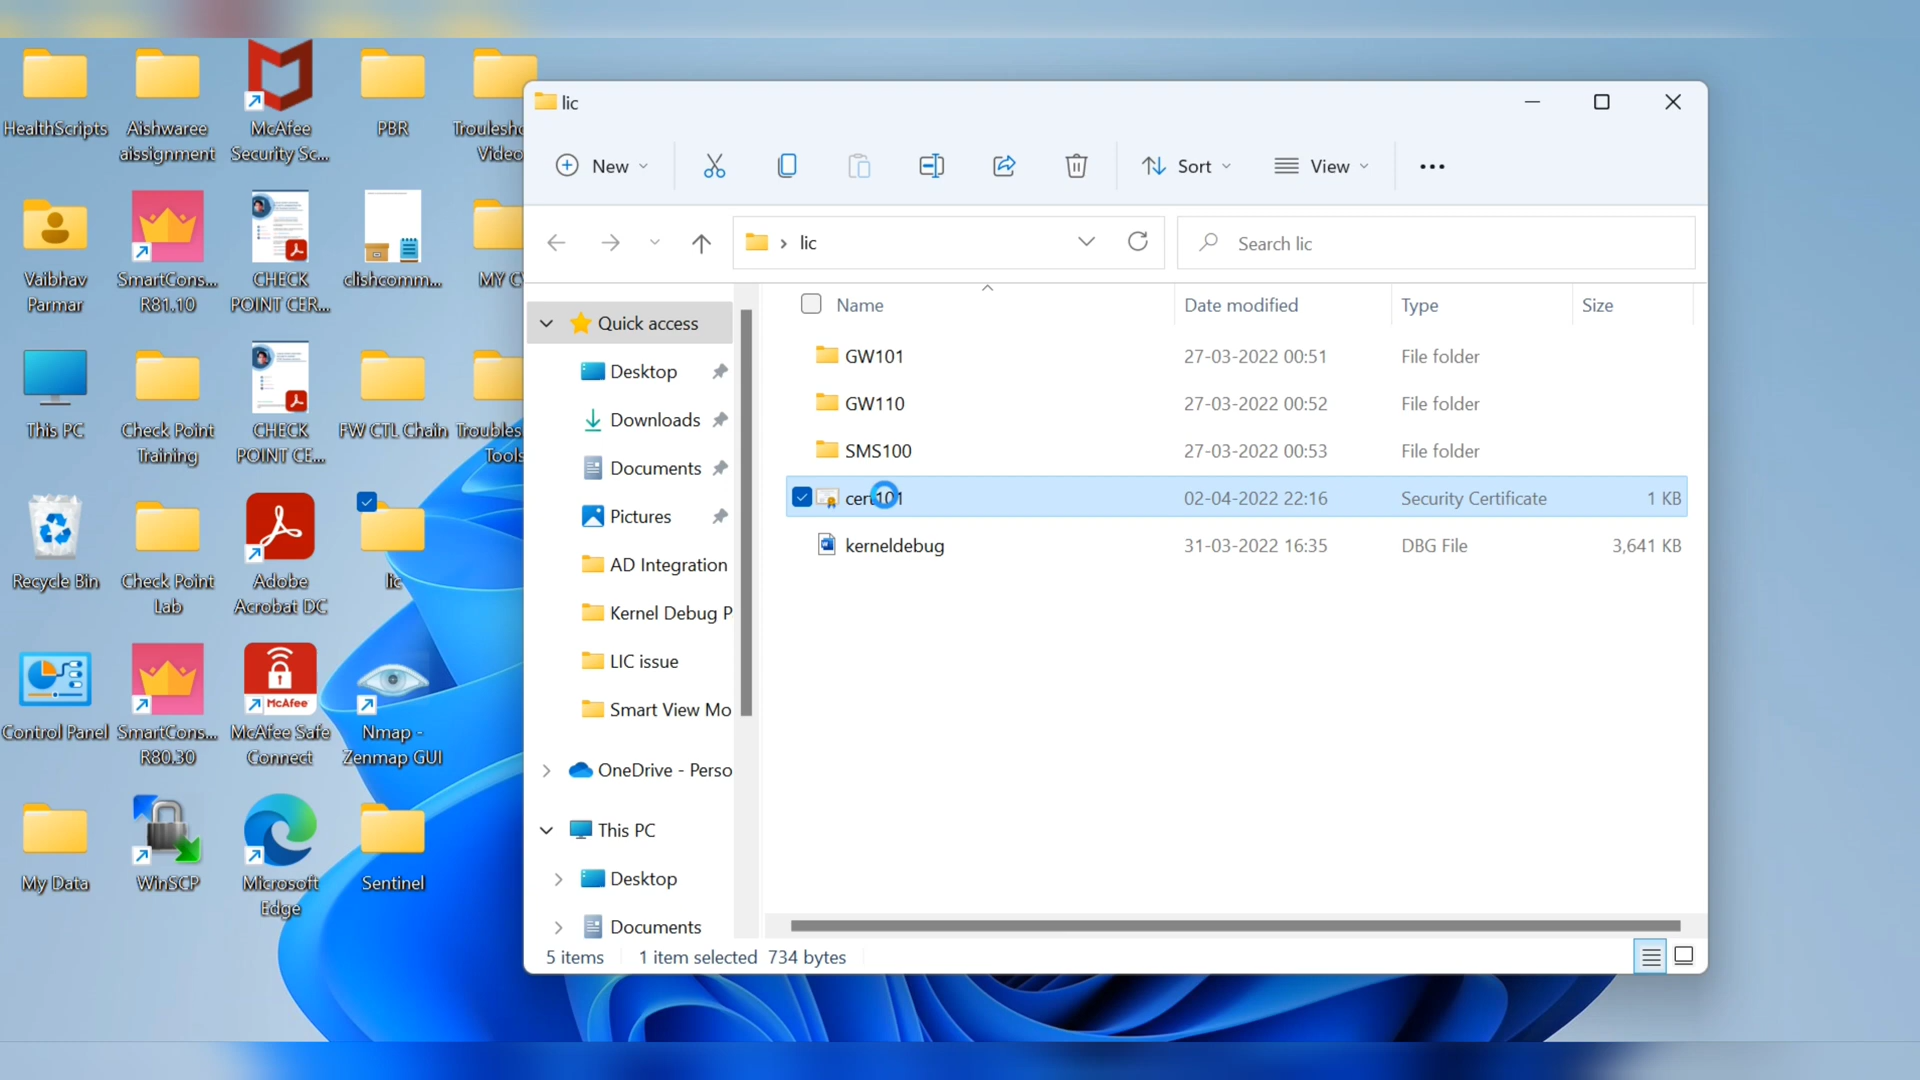 HealthScripts
Aishwaree
aissignment
McAfee
Security Sc...
PBR
Video
Vaibhav
Parmar
SmartCons...
R81.10
CHECK
POINT CER...
clishcomm...
This PC
Check Point
Training
CHECK
POINT CE...
FW CTL Chain
Tools
Recycle Bin
Check Point
Lab
Adobe
Acrobat DC
lic
Control Panel
SmartCons...
R80.30
McAfee
McAfee Safe
Connect
Nmap -
Zenmap GUI
My Data
WinSCP
Microsoft
Edge
Sentinel
lic
New
Sort
View
lic
Search lic
Name
Date modified
Type
Size
GW101
27-03-2022 00:51
File folder
GW110
27-03-2022 00:52
File folder
SMS100
27-03-2022 00:53
File folder
cert101
02-04-2022 22:16
Security Certificate
1 KB
kerneldebug
31-03-2022 16:35
DBG File
3,641 KB
Quick access
Desktop
Downloads
Documents
Pictures
AD Integration
Kernel Debug P
LIC issue
Smart View Mo
OneDrive - Perso
This PC
Desktop
Documents
5 items
1 item selected 734 bytes